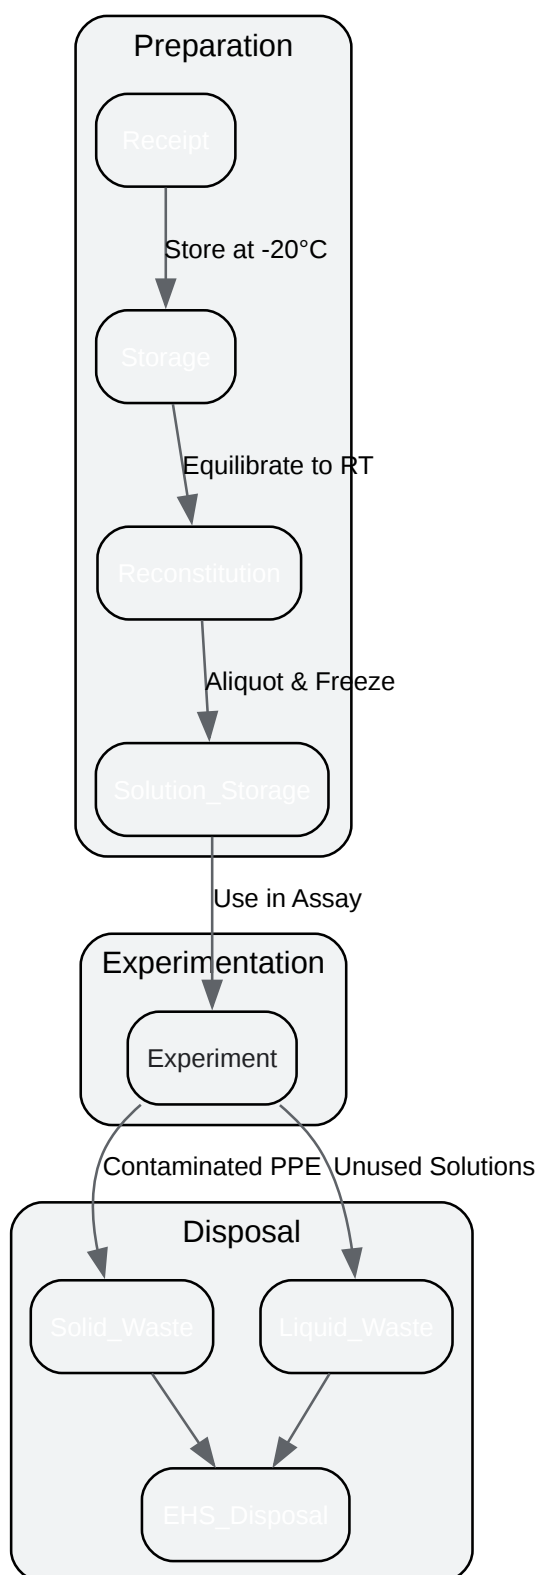 Preparation
Receipt
Store at -20°C
Storage
Equilibrate to RT
Reconstitution
Aliquot & Freeze
Solution_Storage
Use in Assay
Experimentation
Experiment
Contaminated PPE
Unused Solutions
Disposal
Solid_Waste
Liquid_Waste
EHS_Disposal